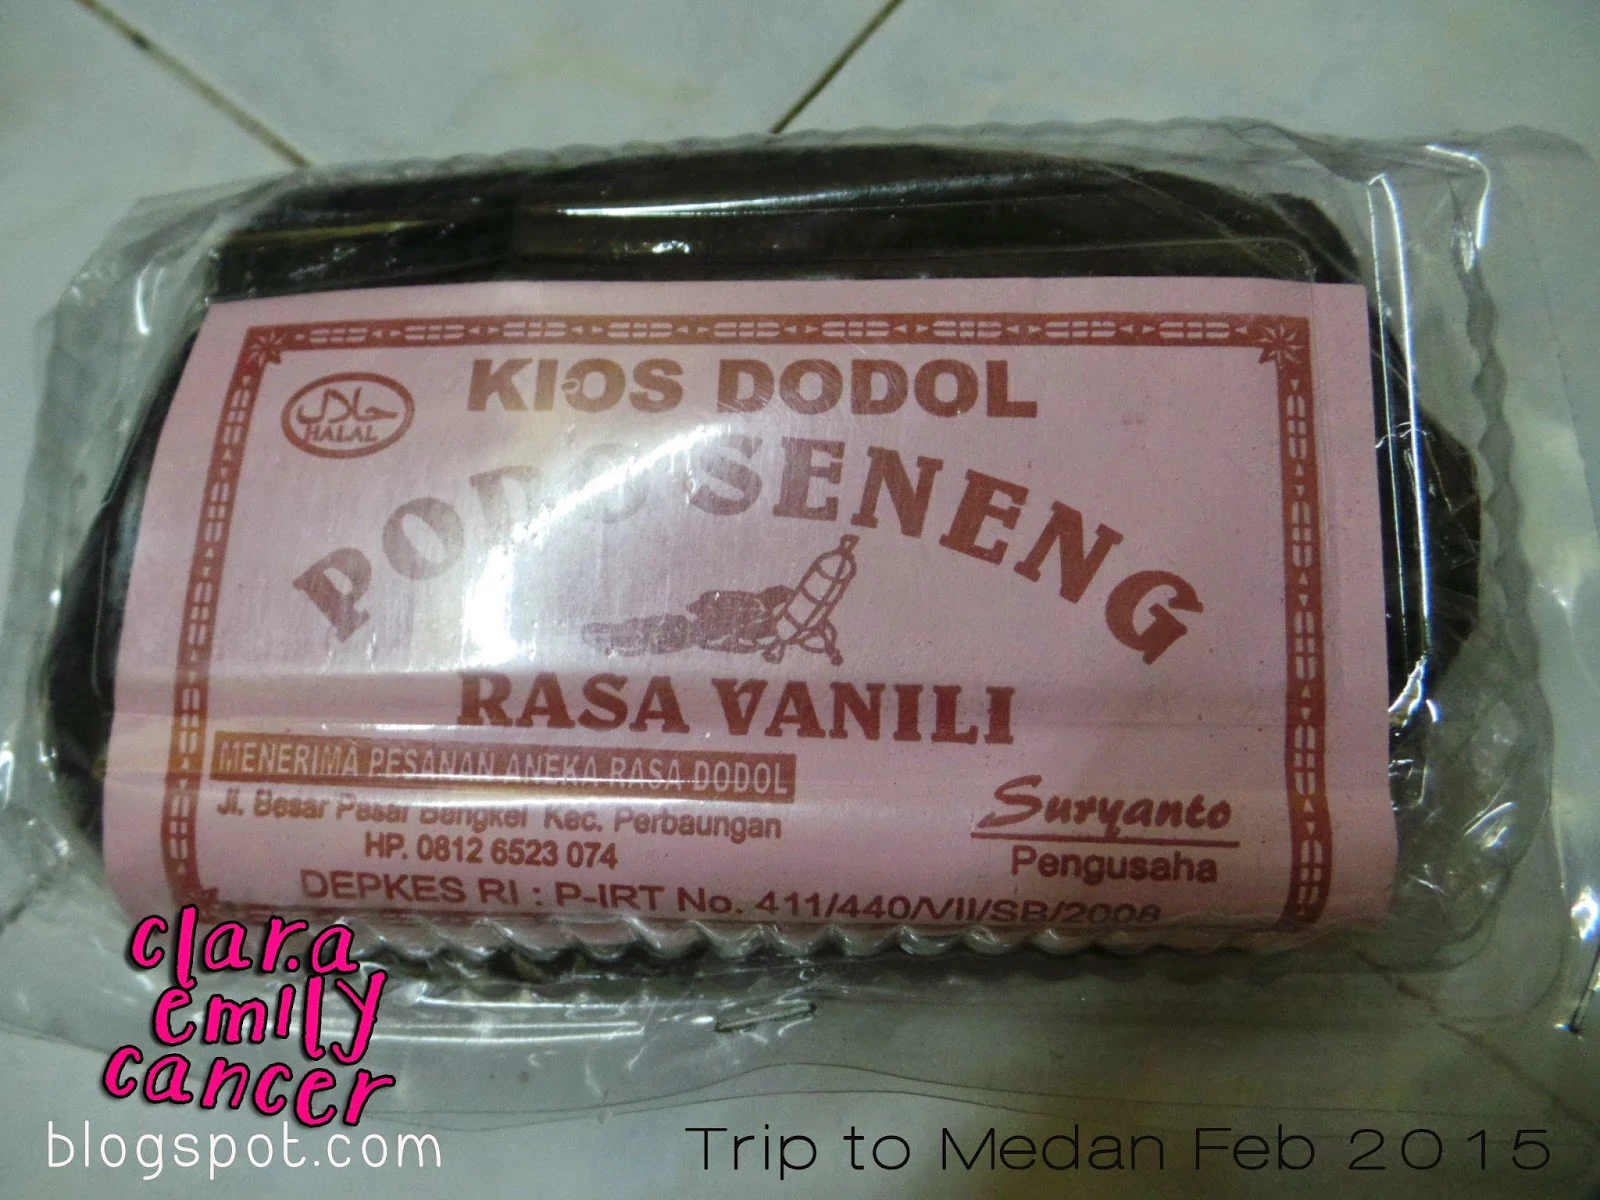 KIOS DODOL
حلال
HALAL
PODO SENENG
RASA VANILI
MENERIMA PESANAN ANEKA RASA DODOL
Jl. Besar Pasar Bengkel Kec. Perbaungan
HP. 0812 6523 074
Suryanto
Pengusaha
DEPKES RI : P-IRT No. 411/440/VII/SB/2008
clara
emily
cancer
blogspot.com
Trip to Medan Feb 2015